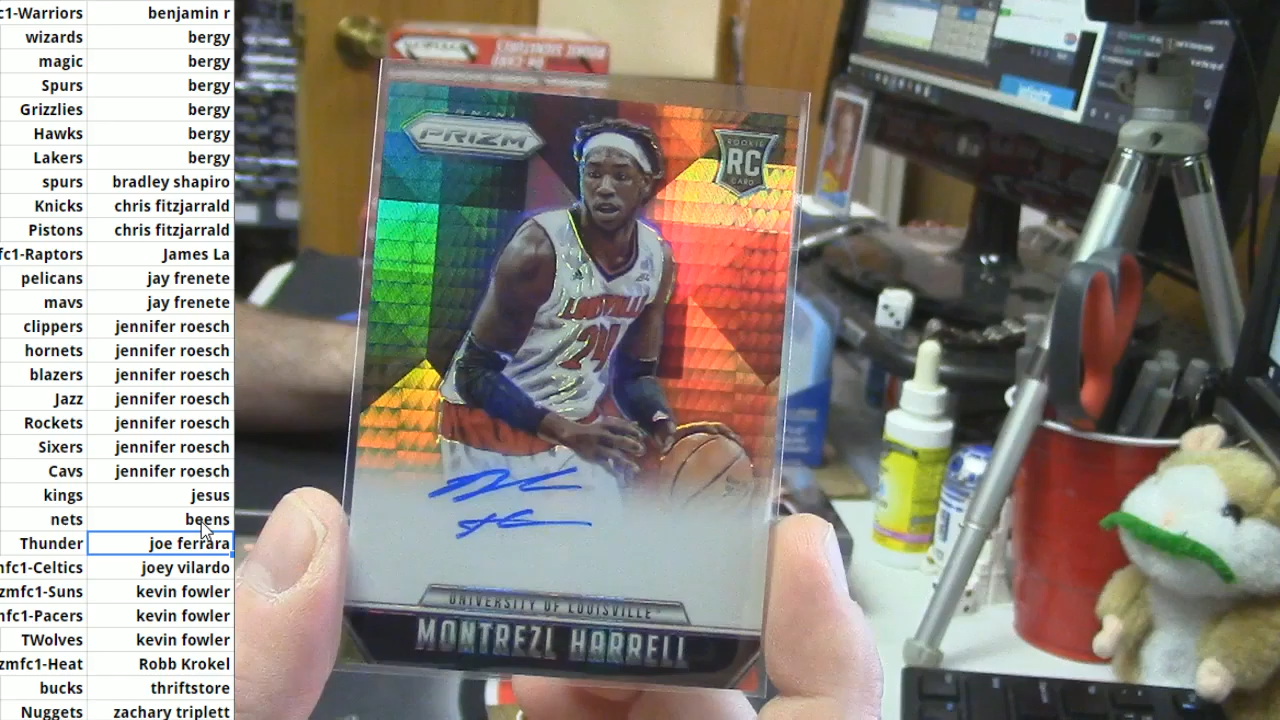 c1-Warriors benjamin r
wizards bergy
magic bergy
Spurs bergy
Grizzlies bergy
Hawks bergy
Lakers bergy
spurs bradley shapiro
Knicks chris fitzjarrald
Pistons chris fitzjarrald
fc1-Raptors James La
pelicans jay frenete
mavs jay frenete
clippers jennifer roesch
hornets jennifer roesch
blazers jennifer roesch
Jazz jennifer roesch
Rockets jennifer roesch
Sixers jennifer roesch
Cavs jennifer roesch
kings jesus
nets beens
Thunder joe ferrara
nfc1-Celtics joey vilardo
zmfc1-Suns kevin fowler
nfc1-Pacers kevin fowler
TWolves kevin fowler
zmfc1-Heat Robb Krokel
bucks thriftstore
Nuggets zachary triplett
PANINI
PRIZM
ROOKIE
RC
CARD
LOUISVILLE
24
UNIVERSITY OF LOUISVILLE
MONTREZL HARRELL